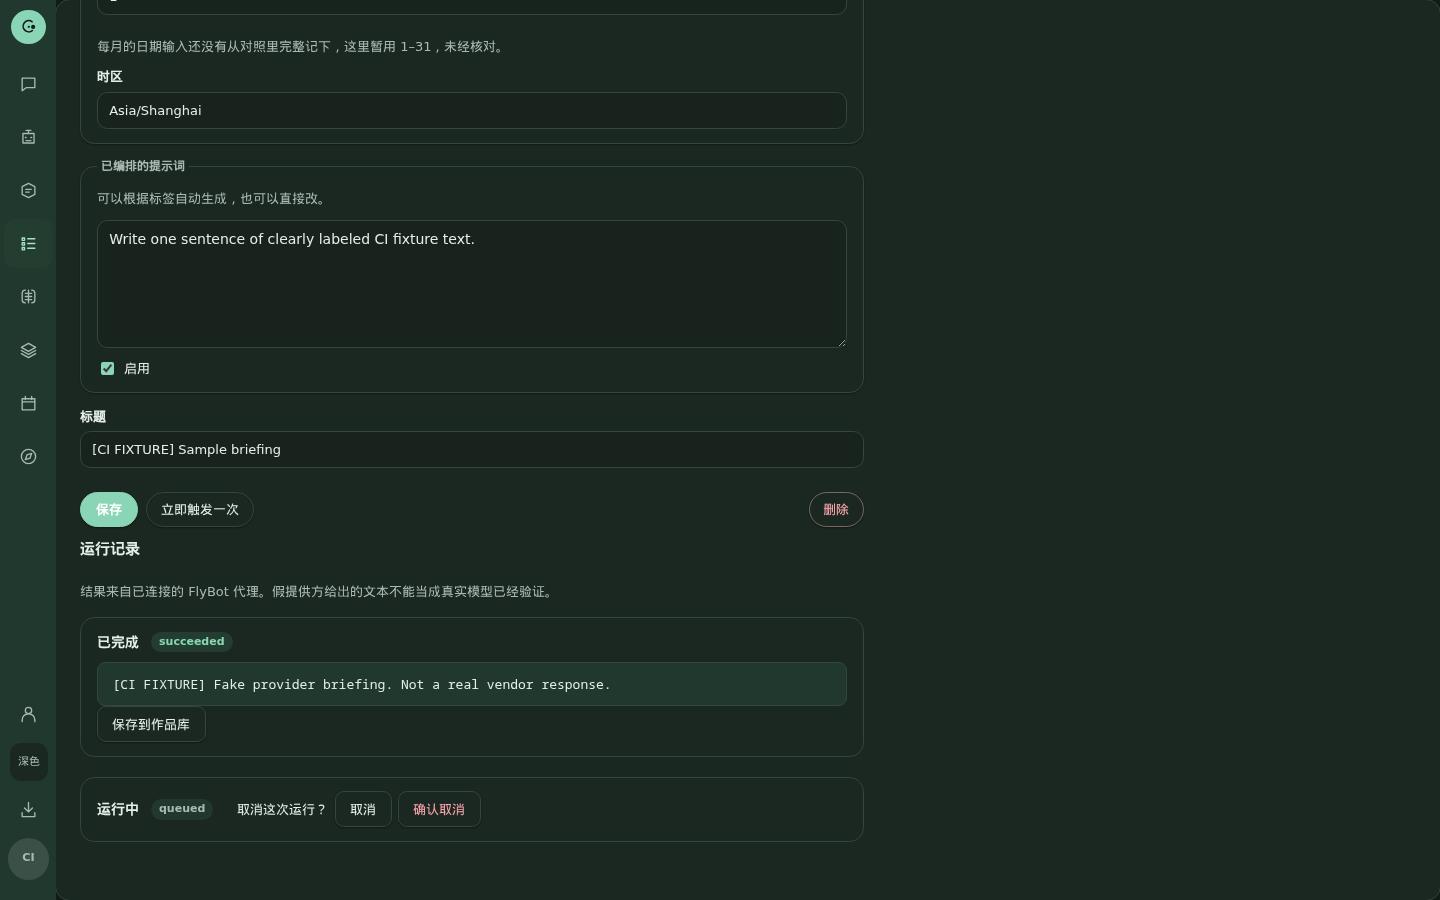 每月的日期输入还没有从对照里完整记下，这里暂用 1–31，未经核对。
时区
Asia/Shanghai
已编排的提示词
可以根据标签自动生成，也可以直接改。
Write one sentence of clearly labeled CI fixture text.
启用
标题
[CI FIXTURE] Sample briefing
保存 立即触发一次 删除
运行记录
结果来自已连接的 FlyBot 代理。假提供方给出的文本不能当成真实模型已经验证。
已完成 succeeded
[CI FIXTURE] Fake provider briefing. Not a real vendor response.
保存到作品库
深色
运行中 queued 取消这次运行？ 取消 确认取消
CI